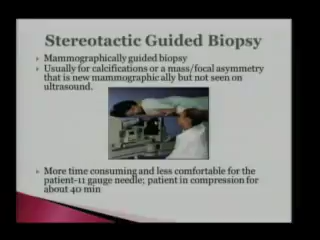 Stereotactic Guided Biopsy
Mammographically guided biopsy
Usually for calcifications or a mass/focal asymmetry
that is new mammographic ally but not seen on
ultrasound.
More time consuming and less comfortable for the
patient-11 gauge needle; patient in compression for
about 40 min